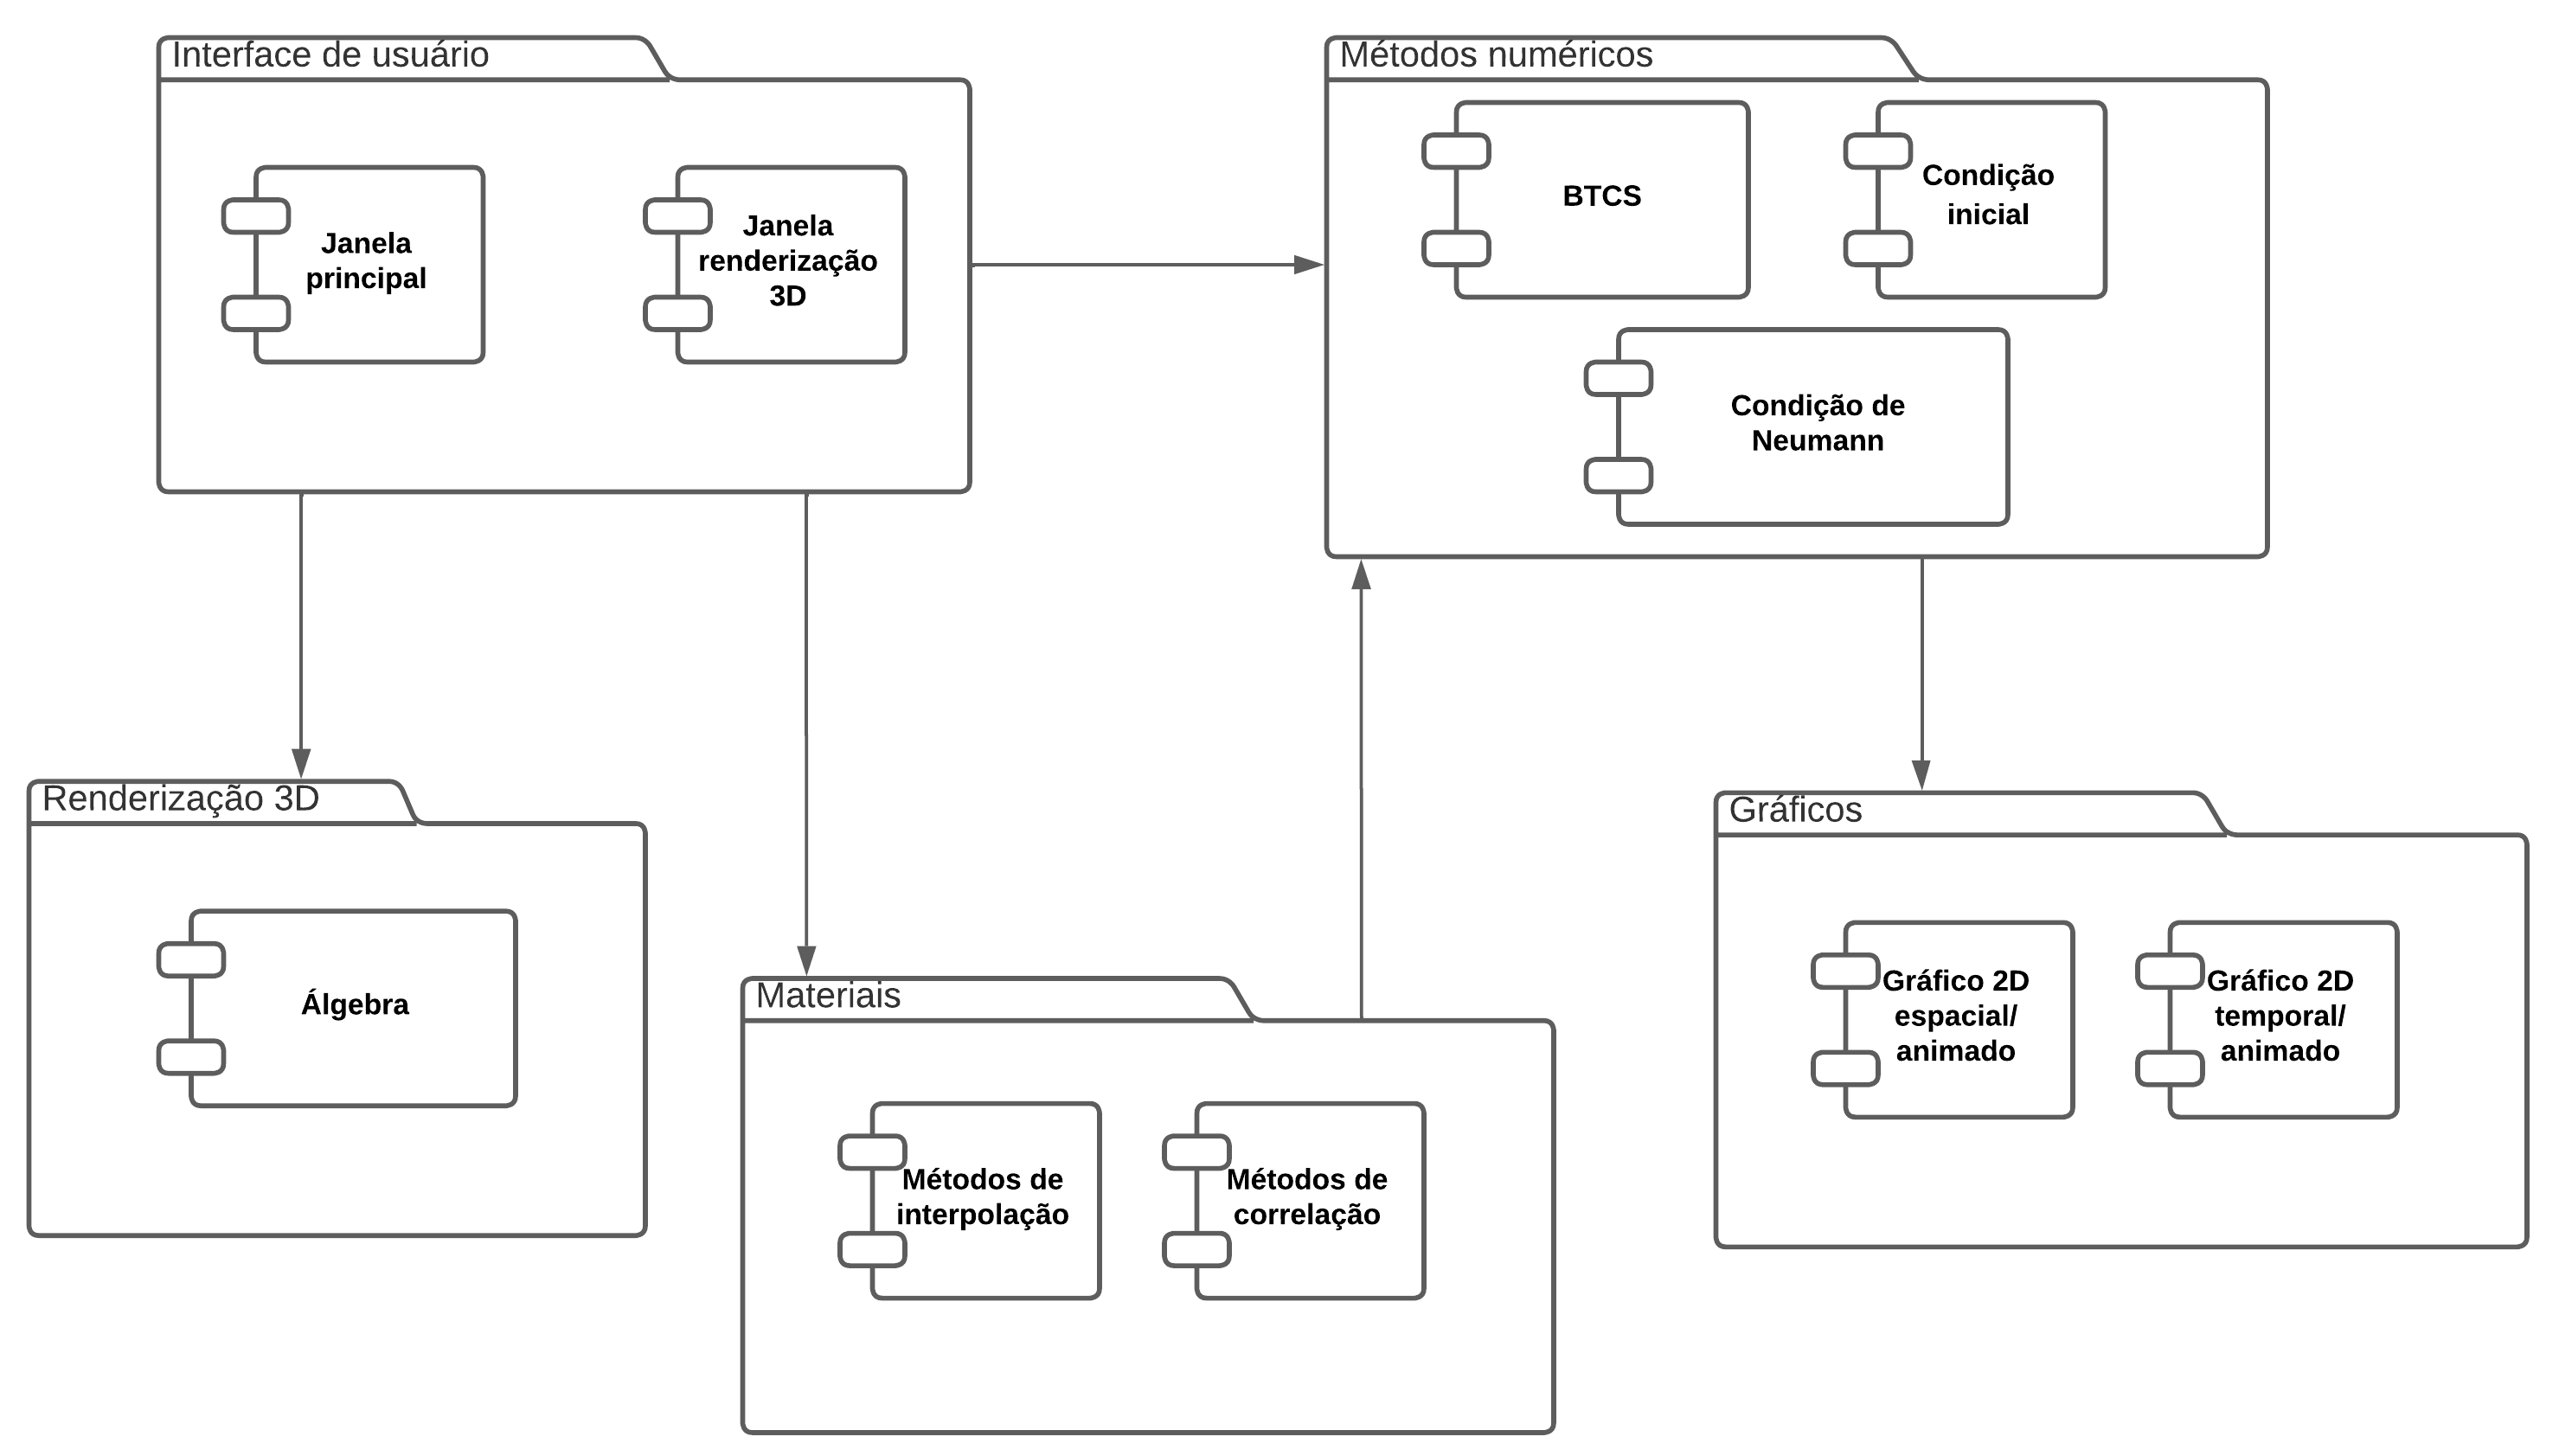 Interface de usuário
Janela
principal
Janela
renderização
3D
Métodos numéricos
BTCS
Condição
inicial
Condição de
Neumann
Renderização 3D
Álgebra
Materiais
Métodos de
interpolação
Métodos de
correlação
Gráficos
Gráfico 2D
espacial/
animado
Gráfico 2D
temporal/
animado